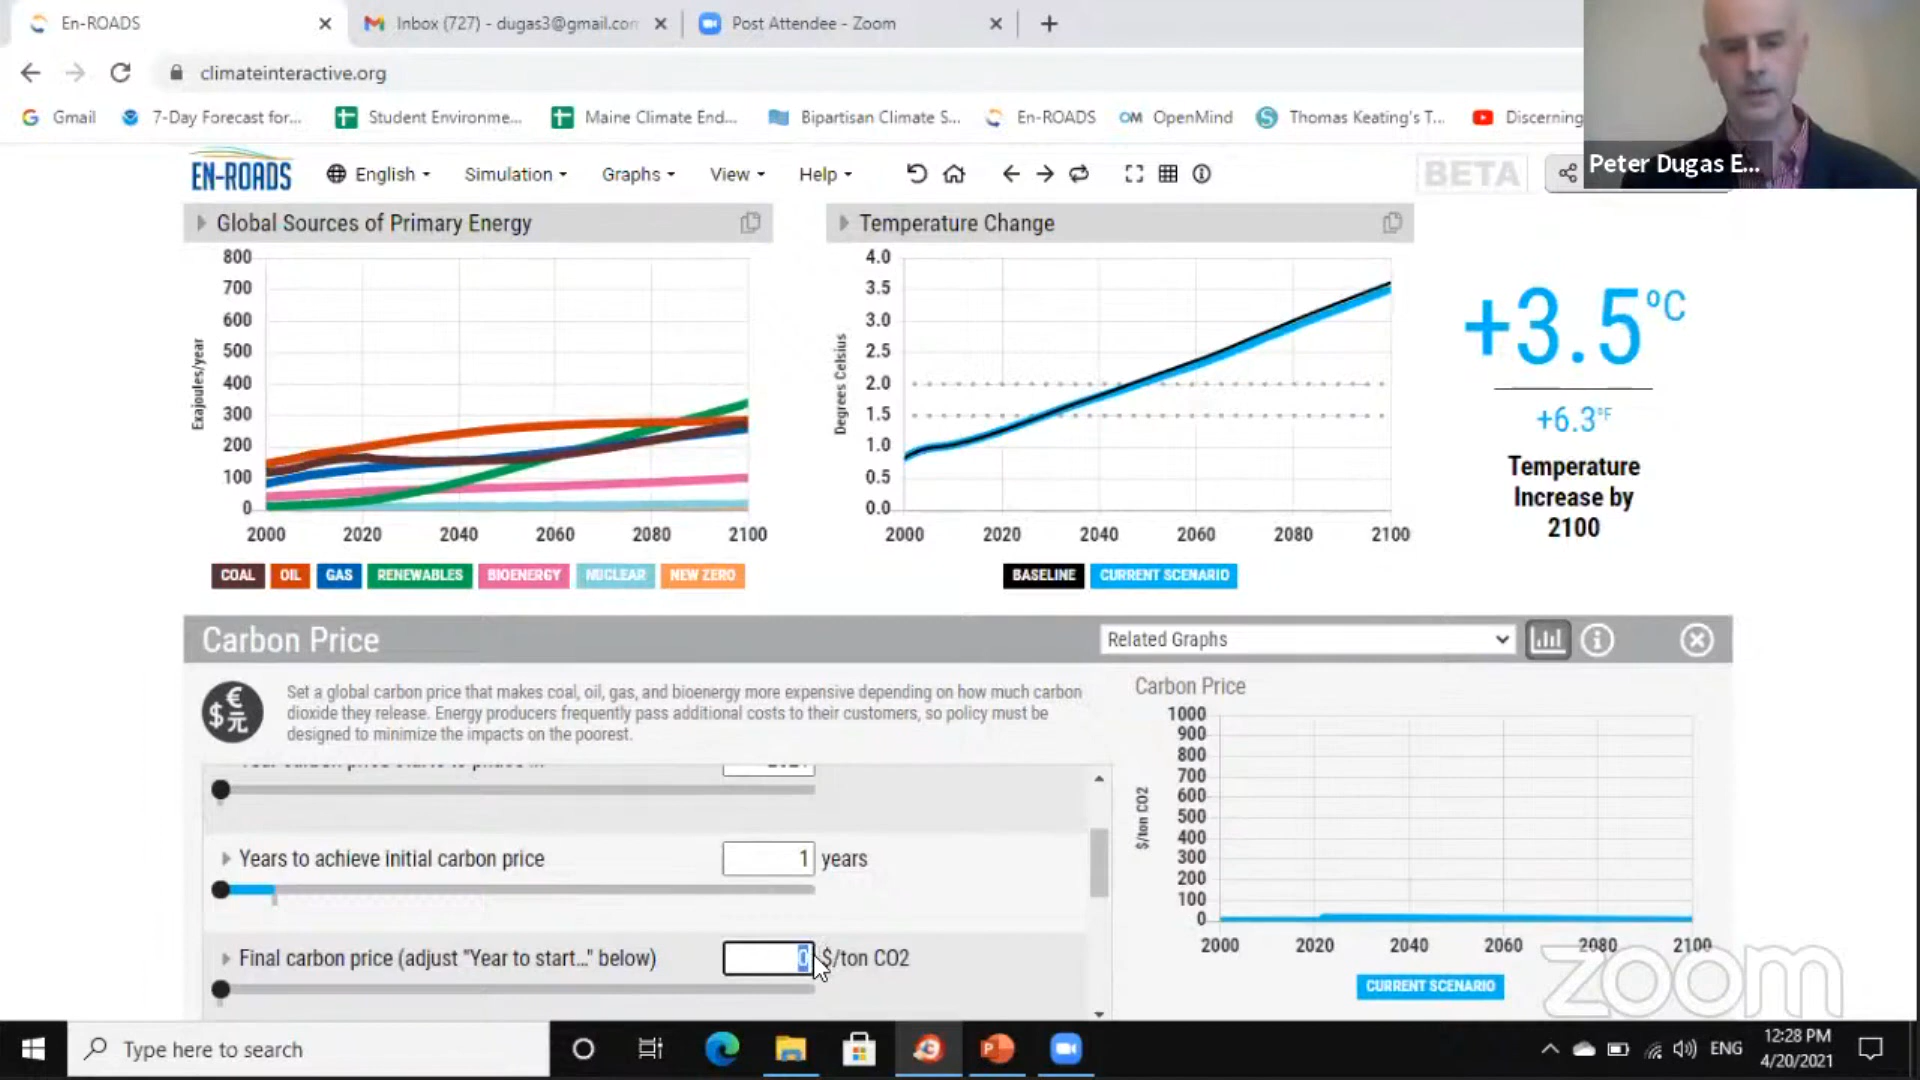 En-ROADS
Inbox (727) - dugas3@gmail.con
Post Attendee - Zoom
climateinteractive.org
Gmail
7-Day Forecast for...
Student Environme...
Maine Climate End...
Bipartisan Climate S...
En-ROADS
OM OpenMind
Thomas Keating's T...
Discerning
Peter Dugas E...
EN-ROADS
English
Simulation
Graphs
View
Help
BETA
Global Sources of Primary Energy
Exajoules/year
800
700
600
500
400
300
200
100
0
2000 2020 2040 2060 2080 2100
COAL OIL GAS RENEWABLES BIOENERGY NUCLEAR NEW ZERO
Temperature Change
Degrees Celsius
4.0
3.5
3.0
2.5
2.0
1.5
1.0
0.5
0.0
2000 2020 2040 2060 2080 2100
BASELINE CURRENT SCENARIO
+3.5°C
+6.3°F
Temperature
Increase by
2100
Carbon Price
Related Graphs
Set a global carbon price that makes coal, oil, gas, and bioenergy more expensive depending on how much carbon
dioxide they release. Energy producers frequently pass additional costs to their customers, so policy must be
designed to minimize the impacts on the poorest.
Years to achieve initial carbon price 1 years
Final carbon price (adjust "Year to start..." below) 0 $/ton CO2
Carbon Price
$/ton CO2
1000
900
800
700
600
500
400
300
200
100
0
2000 2020 2040 2060 2080 2100
CURRENT SCENARIO
zoom
Type here to search
ENG
12:28 PM
4/20/2021